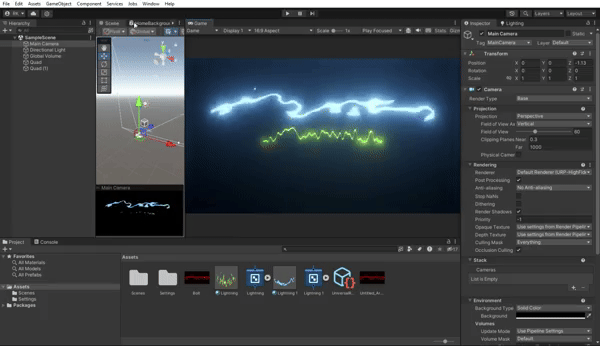 File Edit Assets GameObject Component Services Jobs Window Help
Layers
Layout
Hierarchy
All
SampleScene
Main Camera
Directional Light
Global Volume
Quad
Quad (1)
Scene
Pivot
Global
Main Camera
Game
Game Display 1 16:9 Aspect Scale 1x Play Focused Stats
Inspector Lighting
Main Camera Static
Tag MainCamera Layer Default
Transform
Position X 0 Y 0 Z -1.13
Rotation X 0 Y 0 Z 0
Scale X 1 Y 1 Z 1
Camera
Render Type Base
Projection
Projection Perspective
Field of View Axis Vertical
Field of View 60
Clipping Planes Near 0.3
Far 1000
Physical Camera
Rendering
Renderer
Post Processing
Anti-aliasing No Anti-aliasing
Stop NaNs
Dithering
Render Shadows
Priority -1
Opaque Texture Use settings from Render Pipeline
Depth Texture Use settings from Render Pipeline
Culling Mask Everything
Occlusion Culling
Stack
Cameras
List is Empty
Environment
Background Type Solid Color
Background
Volumes
Update Mode Use Pipeline Settings
Volume Mask Default
Project Console
Favorites
All Materials
All Models
All Prefabs
Assets
Scenes
Settings
Packages
Assets
Scenes Settings Bolt Lightning Lightning Lightning 1 Lightning 1